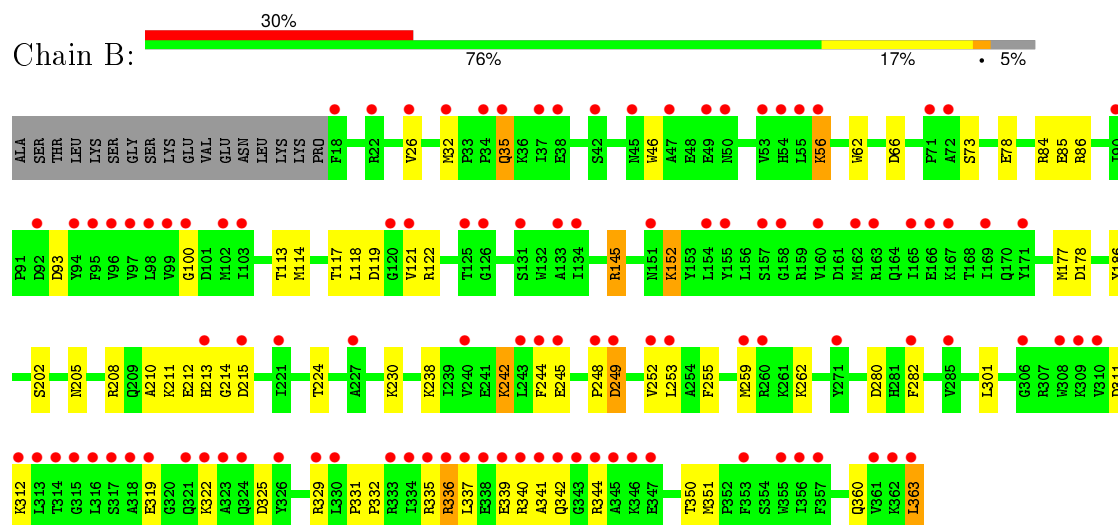 30%
Chain B:
76% 17% • 5%
ALA SER THR LEU LYS SER GLY SER LYS GLU VAL GLU ASN LEU LYS LYS PRO F18 R22 V26 M32 P33 P34 Q35 K36 I37 E38 S42 N45 W46 A47 E48 E49 N50 V53 H54 L55 K56 W62 D66 P71 A72 S73 E78 R84 E85 R86 I90
P91 D92 D93 Y94 F95 V96 V97 L98 V99 G100 D101 M102 I103 T113 M114 T117 L118 D119 G120 V121 R122 T125 G126 S131 W132 A133 I134 R145 N151 K152 Y153 L154 Y155 L156 S157 G158 R159 V160 D161 M162 R163 Q164 I165 E166 K167 T168 I169 Q170 Y171 M177 D178 Y186
S202 N205 R208 Q209 A210 K211 E212 H213 G214 D215 I221 T224 A227 K230 K238 I239 V240 E241 K242 L243 F244 E245 P248 D249 V252 L253 A254 F255 M259 R260 K261 K262 Y271 D280 H281 F282 V285 L301 G306 R307 W308 K309 V310 D311
K312 L313 T314 G315 L316 S317 A318 E319 G320 Q321 K322 A323 Q324 D325 Y326 R329 L330 P331 P332 R333 I334 R335 R336 L337 E338 E339 R340 A341 Q342 G343 R344 A345 K346 E347 T350 M351 P352 F353 S354 W355 I356 F357 Q360 V361 K362 L363